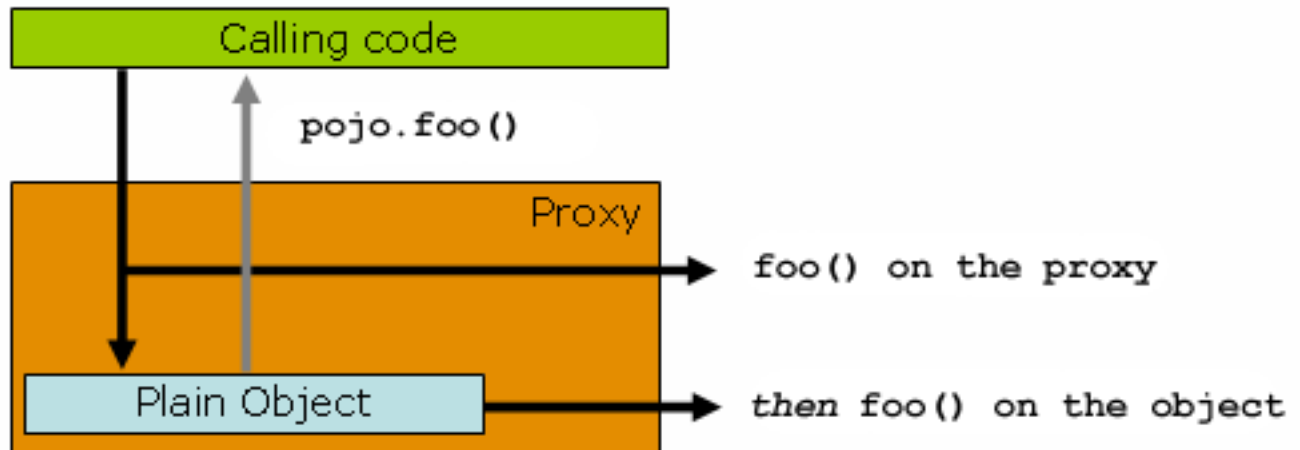 Calling code
pojo.foo()
Proxy
foo() on the proxy
Plain Object
then foo() on the object